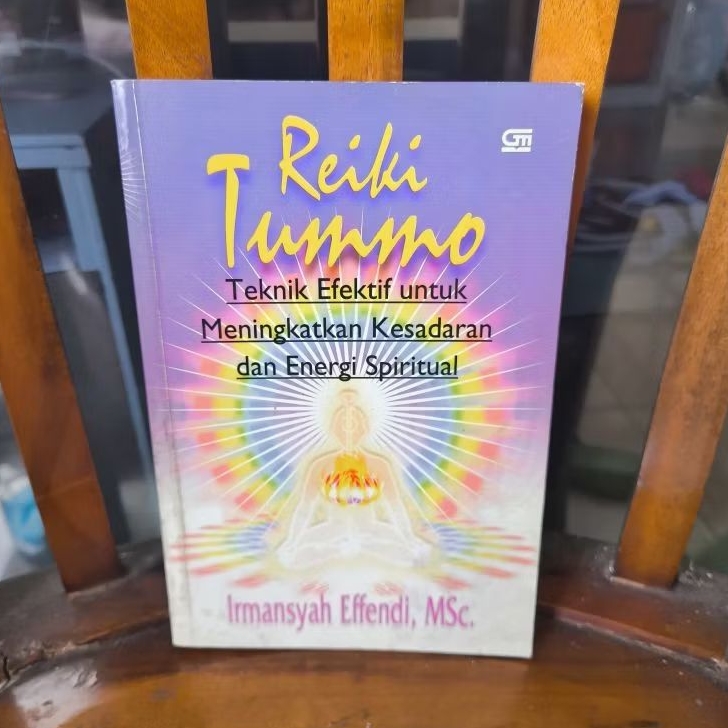 Reiki
Tummo
Teknik Efektif untuk
Meningkatkan Kesadaran
dan Energi Spiritual
Irmansyah Effendi, MSc.